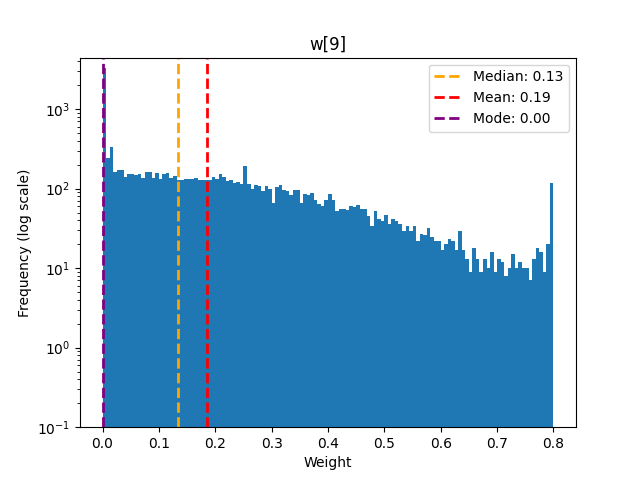 w[9]
Median: 0.13
Mean: 0.19
Mode: 0.00
Frequency (log scale)
10³
10²
10¹
10⁰
10⁻¹
0.0 0.1 0.2 0.3 0.4 0.5 0.6 0.7 0.8
Weight